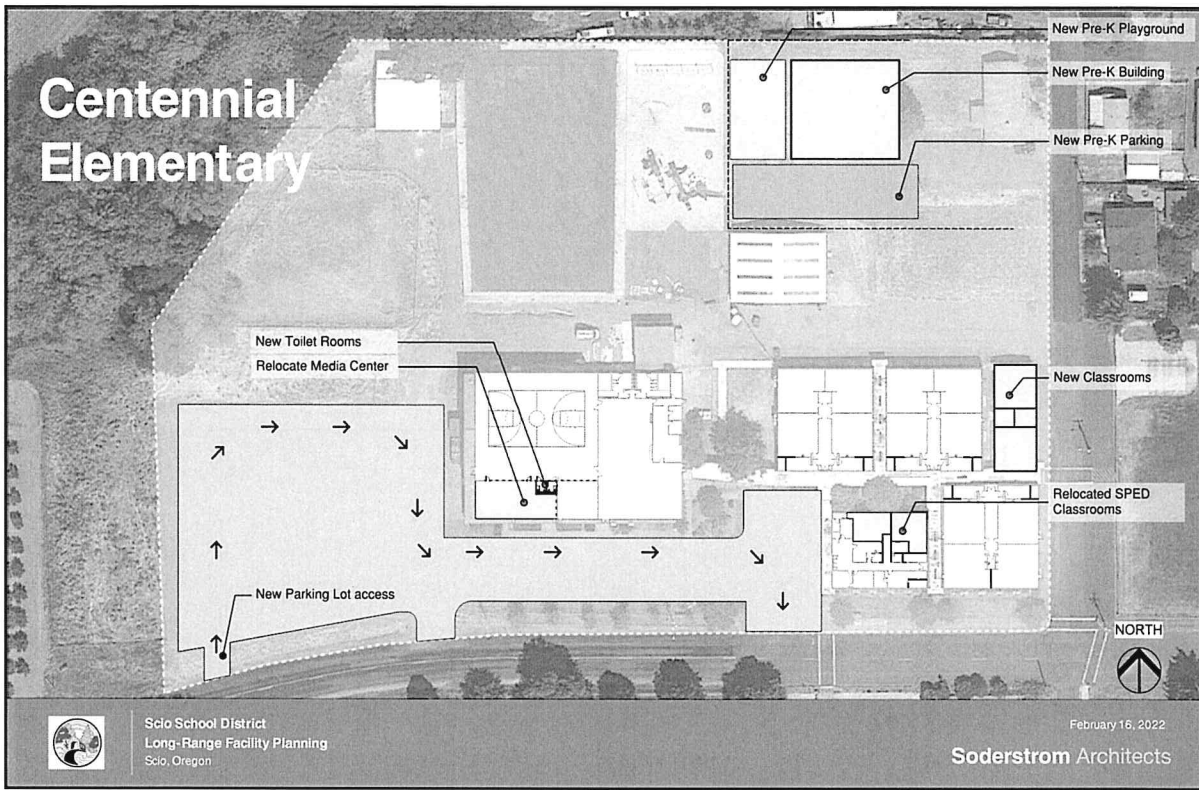 Centennial
Elementary
New Pre-K Playground
New Pre-K Building
New Pre-K Parking
New Toilet Rooms
Relocate Media Center
New Classrooms
Relocated SPED
Classrooms
New Parking Lot access
NORTH
Scio School District
Long-Range Facility Planning
Scio, Oregon
February 16, 2022
Soderstrom Architects